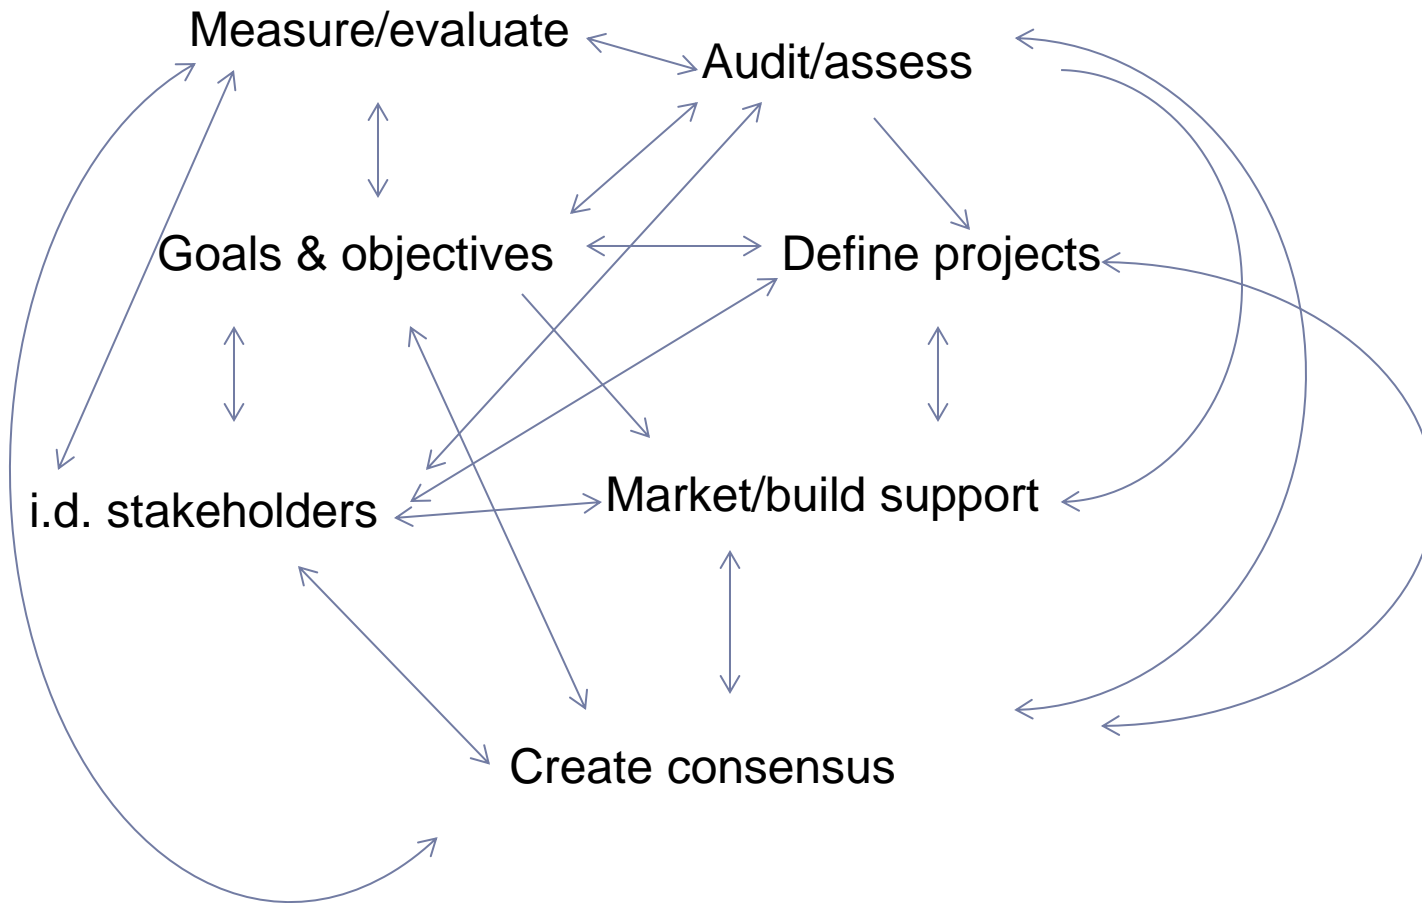 Measure/evaluate
Audit/assess
Goals & objectives
Define projects
i.d. stakeholders
Market/build support
Create consensus